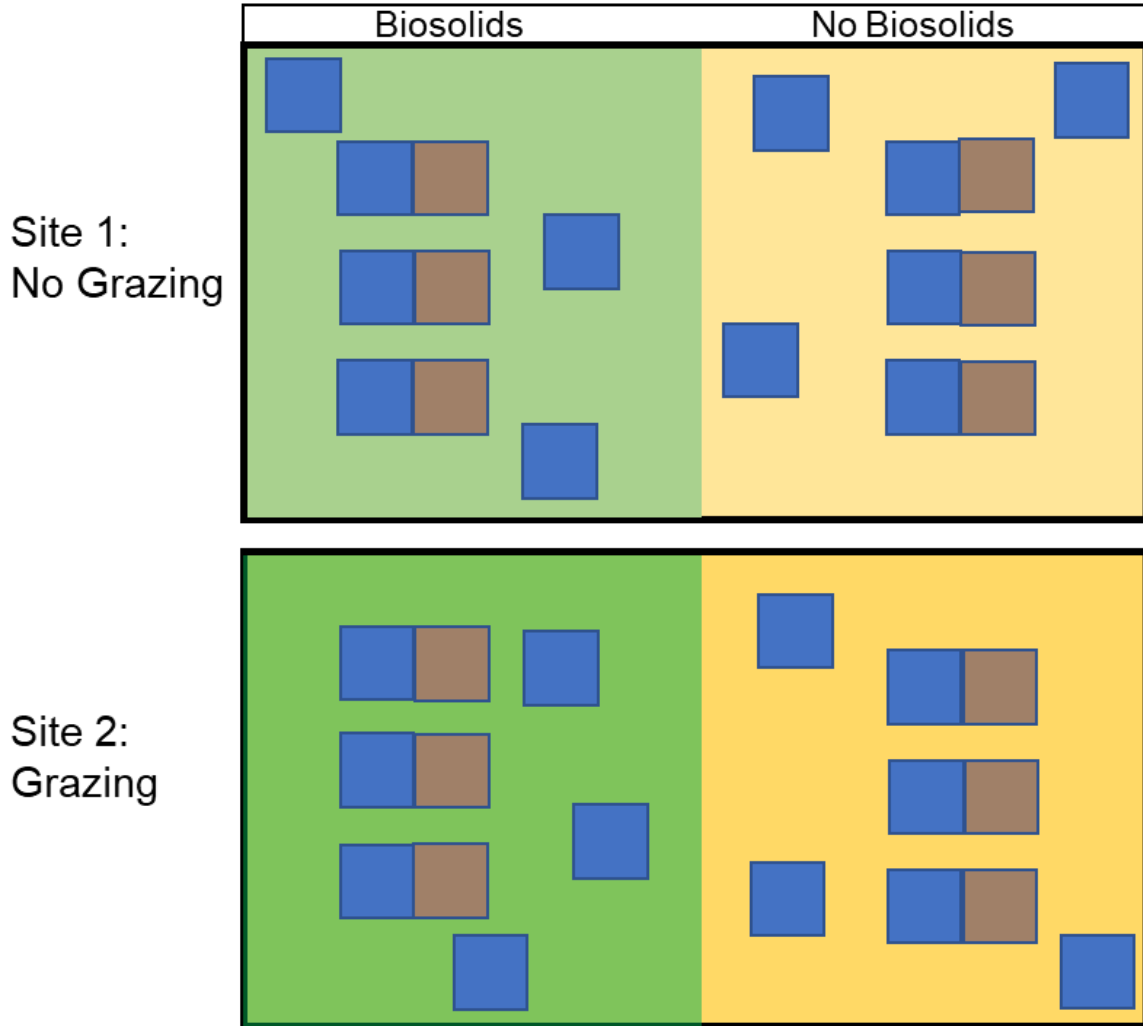 Biosolids No Biosolids
Site 1:
No Grazing
Site 2:
Grazing